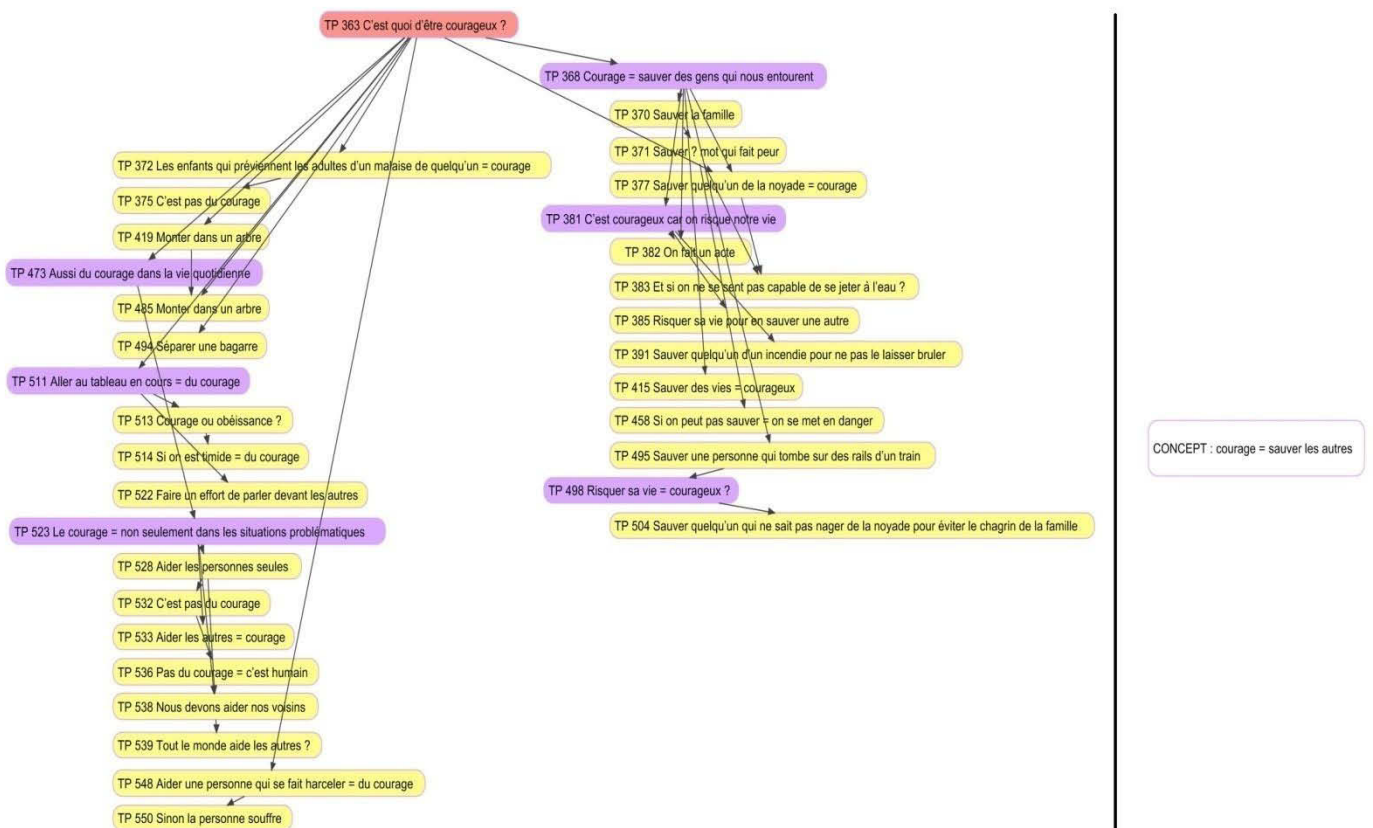 TP 363 C'est quoi d'être courageux ?
TP 368 Courage = sauver des gens qui nous entourent
TP 370 Sauver la famille
TP 371 Sauver ? mot qui fait peur
TP 372 Les enfants qui préviennent les adultes d'un malaise de quelqu'un = courage
TP 375 C'est pas du courage
TP 377 Sauver quelqu'un de la noyade = courage
TP 381 C'est courageux car on risque notre vie
TP 382 On fait un acte
TP 383 Et si on ne se sent pas capable de se jeter à l'eau ?
TP 385 Risquer sa vie pour en sauver une autre
TP 391 Sauver quelqu'un d'un incendie pour ne pas le laisser bruler
TP 415 Sauver des vies = courageux
TP 419 Monter dans un arbre
TP 458 Si on peut pas sauver = on se met en danger
TP 473 Aussi du courage dans la vie quotidienne
TP 485 Monter dans un arbre
TP 494 Séparer une bagarre
TP 495 Sauver une personne qui tombe sur des rails d'un train
TP 498 Risquer sa vie = courageux ?
TP 504 Sauver quelqu'un qui ne sait pas nager de la noyade pour éviter le chagrin de la famille
TP 511 Aller au tableau en cours = du courage
TP 513 Courage ou obéissance ?
TP 514 Si on est timide = du courage
TP 522 Faire un effort de parler devant les autres
TP 523 Le courage = non seulement dans les situations problématiques
TP 528 Aider les personnes seules
TP 532 C'est pas du courage
TP 533 Aider les autres = courage
TP 536 Pas du courage = c'est humain
TP 538 Nous devons aider nos voisins
TP 539 Tout le monde aide les autres ?
TP 548 Aider une personne qui se fait harceler = du courage
TP 550 Sinon la personne souffre
CONCEPT : courage = sauver les autres